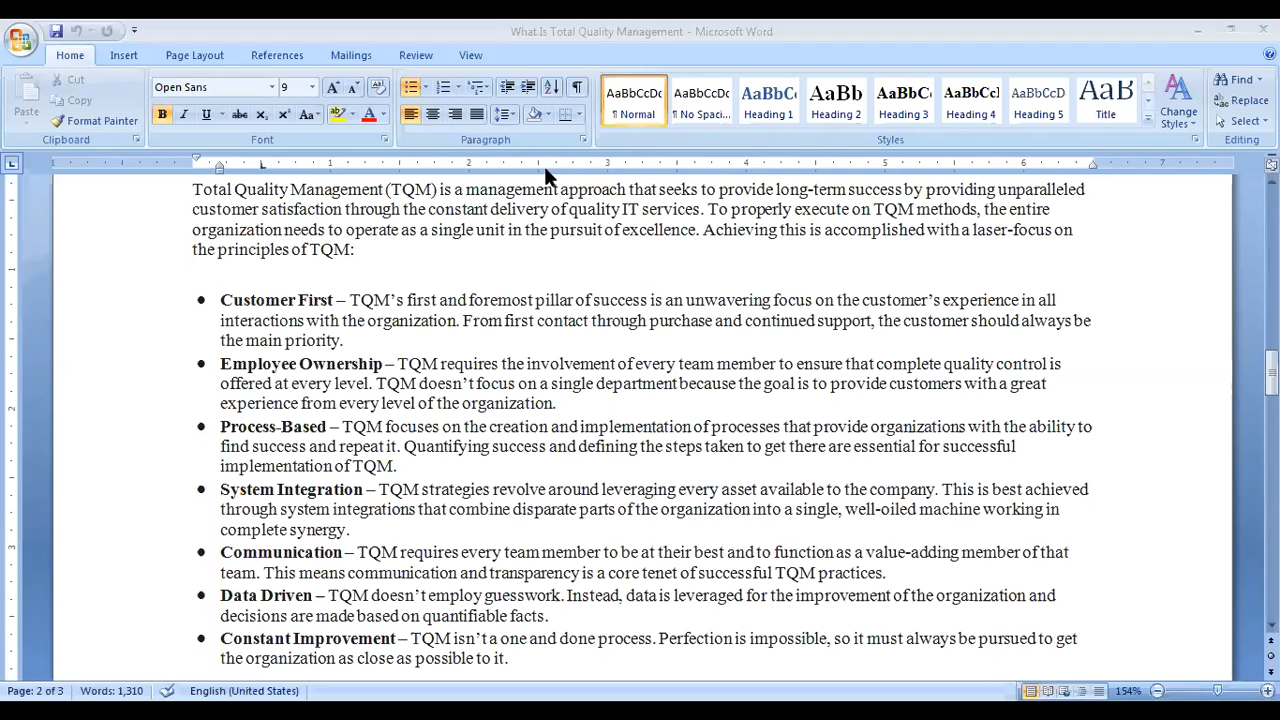 What Is Total Quality Management - Microsoft Word
Home Insert Page Layout References Mailings Review View
Paste
Cut
Copy
Format Painter
Clipboard
Open Sans 9
B I U abc X₂ X² Aa A
Font
Paragraph
AaBbCcDc AaBbCcDc AaBbCc AaBb AaBbC AaBbCc AaBbCcD AaB
¶ Normal ¶ No Spaci... Heading 1 Heading 2 Heading 3 Heading 4 Heading 5 Title
Change Styles
Styles
Find
Replace
Select
Editing
1 2 3 4 5 6 7
Total Quality Management (TQM) is a management approach that seeks to provide long-term success by providing unparalleled
customer satisfaction through the constant delivery of quality IT services. To properly execute on TQM methods, the entire
organization needs to operate as a single unit in the pursuit of excellence. Achieving this is accomplished with a laser-focus on
the principles of TQM:
● Customer First – TQM’s first and foremost pillar of success is an unwavering focus on the customer’s experience in all
interactions with the organization. From first contact through purchase and continued support, the customer should always be
the main priority.
● Employee Ownership – TQM requires the involvement of every team member to ensure that complete quality control is
offered at every level. TQM doesn’t focus on a single department because the goal is to provide customers with a great
experience from every level of the organization.
● Process-Based – TQM focuses on the creation and implementation of processes that provide organizations with the ability to
find success and repeat it. Quantifying success and defining the steps taken to get there are essential for successful
implementation of TQM.
● System Integration – TQM strategies revolve around leveraging every asset available to the company. This is best achieved
through system integrations that combine disparate parts of the organization into a single, well-oiled machine working in
complete synergy.
● Communication – TQM requires every team member to be at their best and to function as a value-adding member of that
team. This means communication and transparency is a core tenet of successful TQM practices.
● Data Driven – TQM doesn’t employ guesswork. Instead, data is leveraged for the improvement of the organization and
decisions are made based on quantifiable facts.
● Constant Improvement – TQM isn’t a one and done process. Perfection is impossible, so it must always be pursued to get
the organization as close as possible to it.
1
2
3
Page: 2 of 3 Words: 1,310 English (United States) 154%